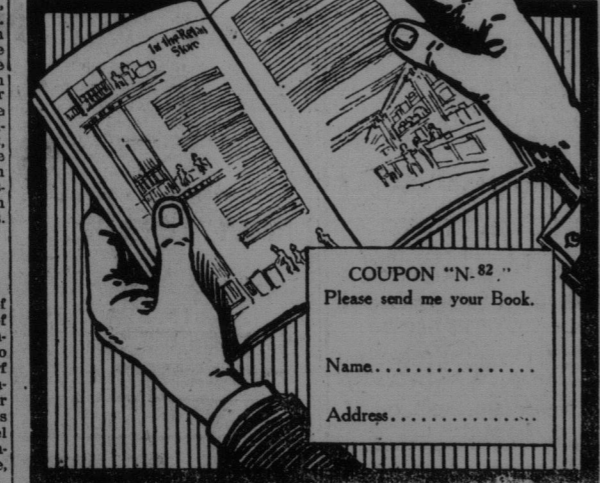 In the Retail
Store
COUPON "N-82."
Please send me your Book.
Name...............
Address..............